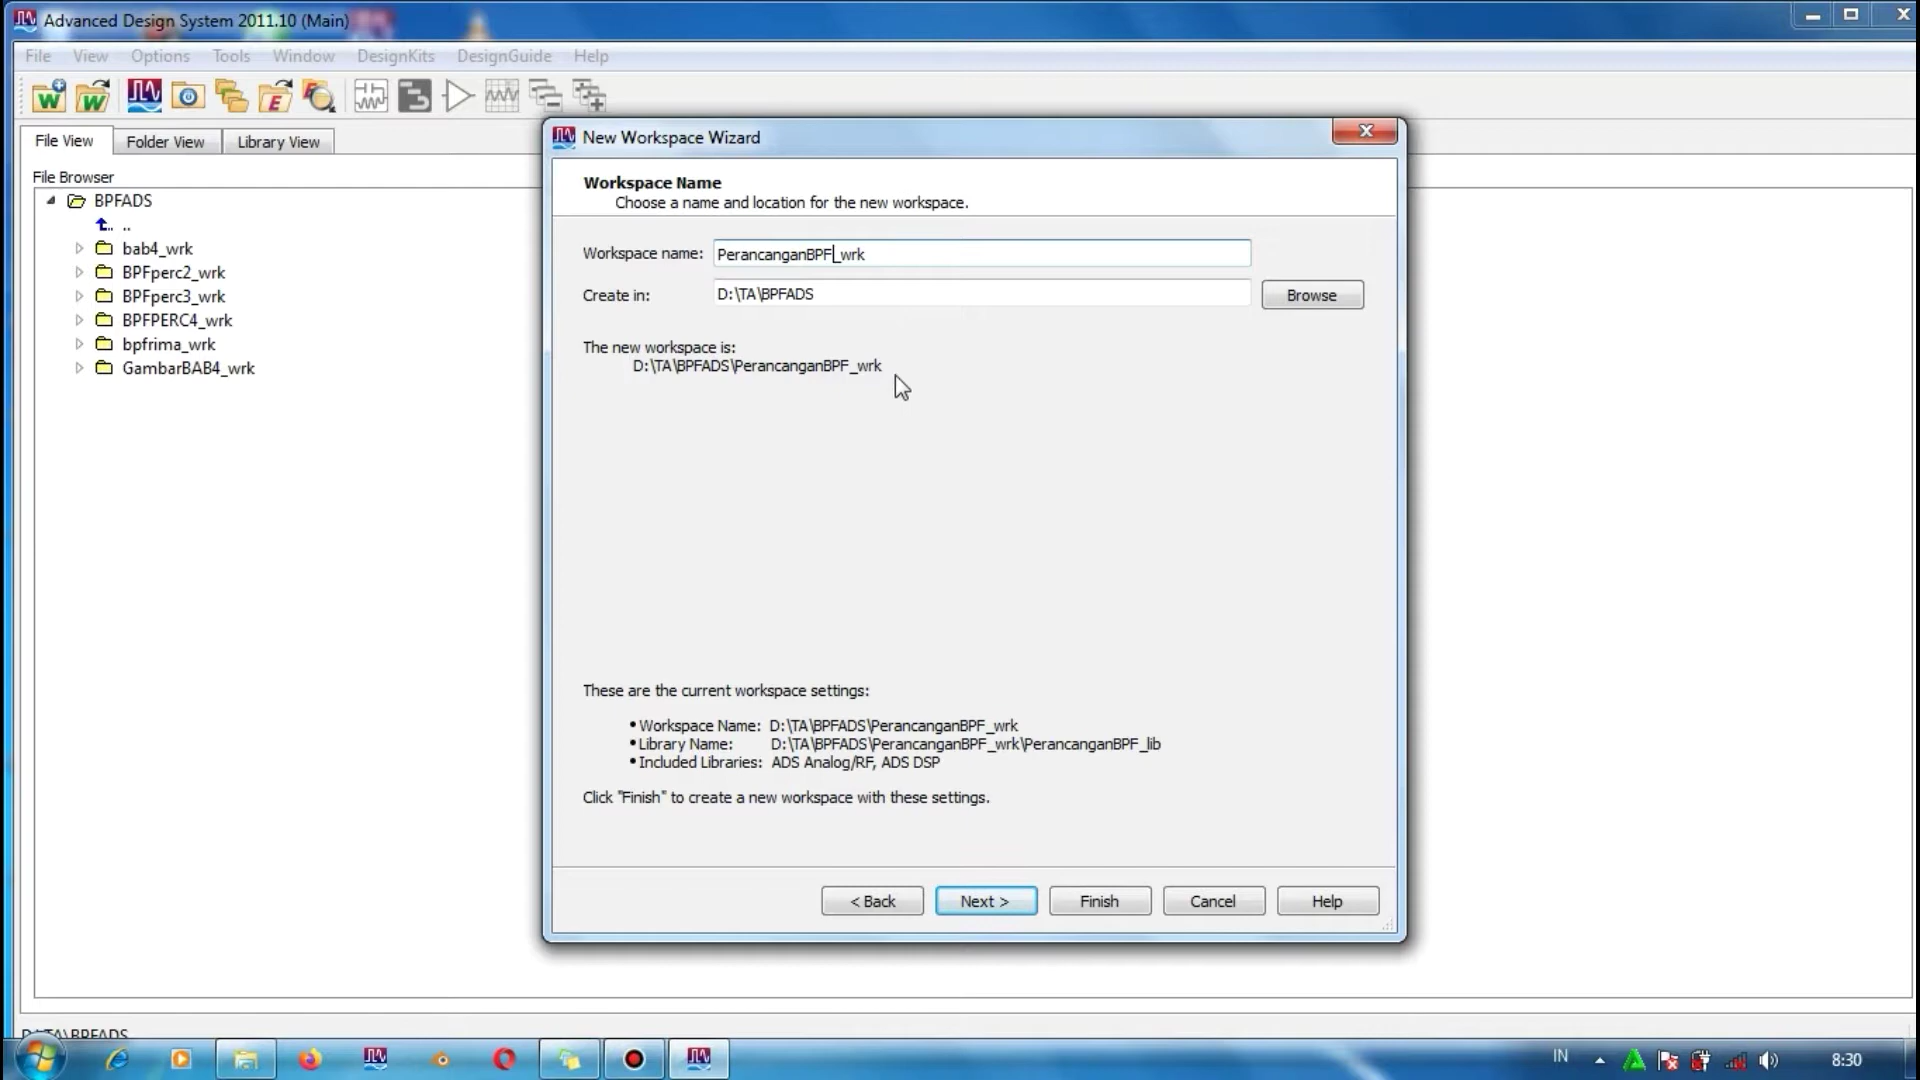 Advanced Design System 2011.10 (Main)
File View Options Tools Window DesignKits DesignGuide Help
File View Folder View Library View
File Browser
BPFADS
..
bab4_wrk
BPFperc2_wrk
BPFperc3_wrk
BPFPERC4_wrk
bpfrima_wrk
GambarBAB4_wrk
New Workspace Wizard
Workspace Name
Choose a name and location for the new workspace.
Workspace name: PerancanganBPF_wrk
Create in: D:\TA\BPFADS Browse
The new workspace is:
D:\TA\BPFADS\PerancanganBPF_wrk
These are the current workspace settings:
• Workspace Name: D:\TA\BPFADS\PerancanganBPF_wrk
• Library Name: D:\TA\BPFADS\PerancanganBPF_wrk\PerancanganBPF_lib
• Included Libraries: ADS Analog/RF, ADS DSP
Click "Finish" to create a new workspace with these settings.
< Back Next > Finish Cancel Help
D:\TA\BPFADS
IN 8:30